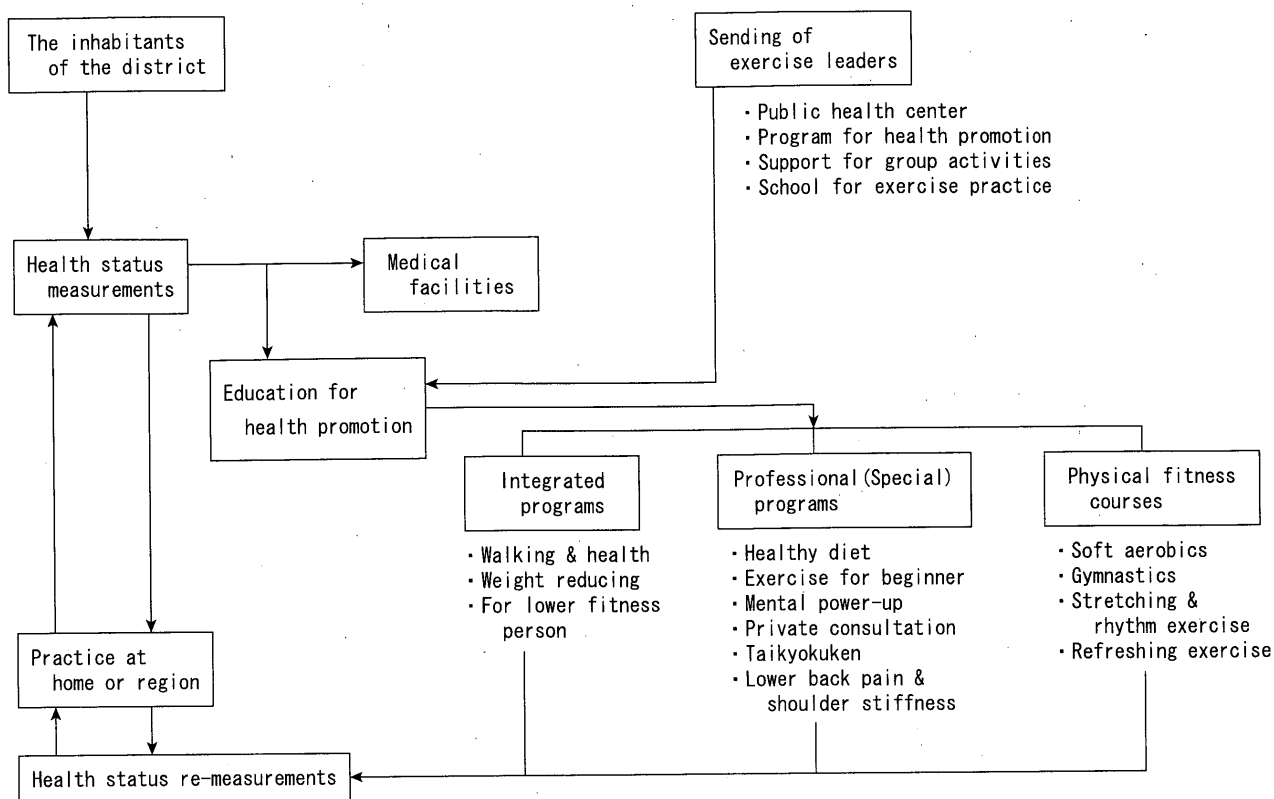 The inhabitants
of the district
Sending of
exercise leaders
・Public health center
・Program for health promotion
・Support for group activities
・School for exercise practice
Health status
measurements
Medical
facilities
Education for
health promotion
Integrated
programs
・Walking & health
・Weight reducing
・For lower fitness
person
Professional(Special)
programs
・Healthy diet
・Exercise for beginner
・Mental power-up
・Private consultation
・Taikyokuken
・Lower back pain &
shoulder stiffness
Physical fitness
courses
・Soft aerobics
・Gymnastics
・Stretching &
rhythm exercise
・Refreshing exercise
Practice at
home or region
Health status re-measurements